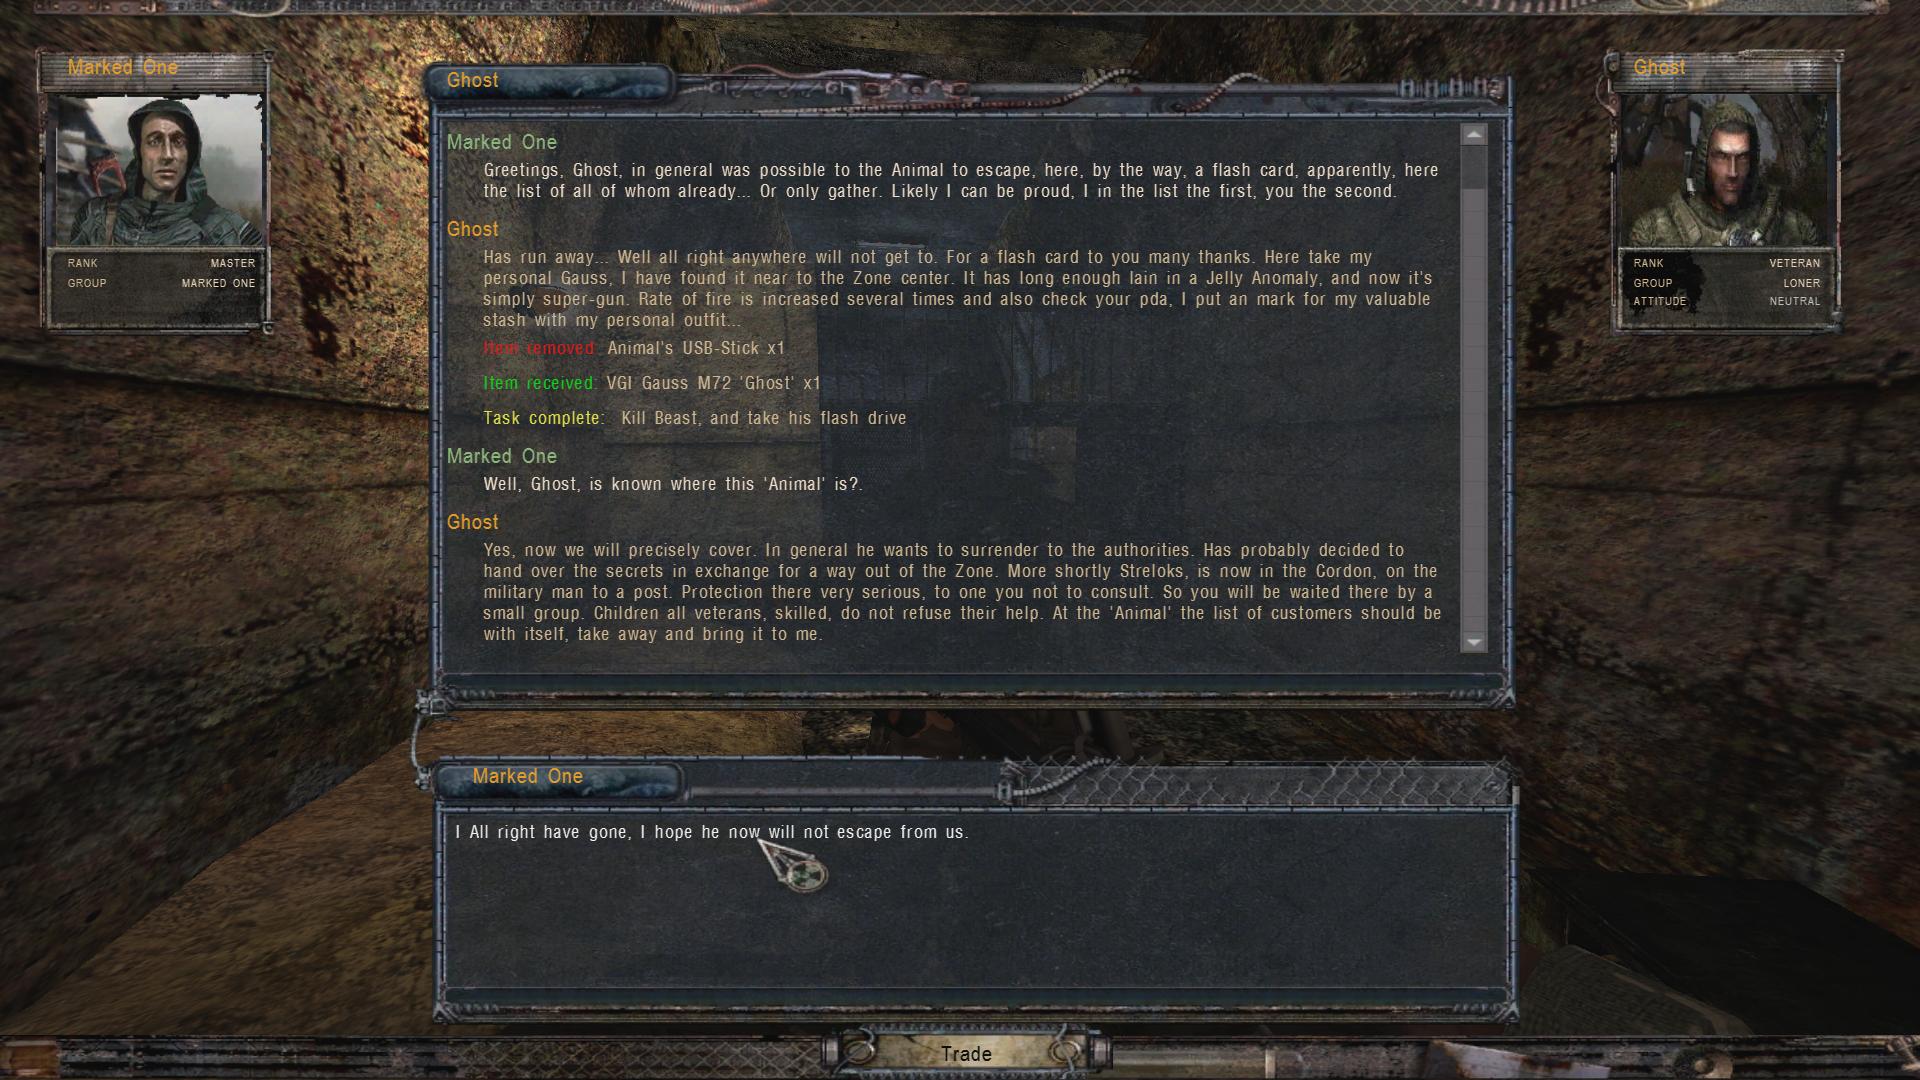 Marked One
RANK MASTER
GROUP MARKED ONE
Ghost
Ghost
RANK VETERAN
GROUP LONER
ATTITUDE NEUTRAL
Marked One
Greetings, Ghost, in general was possible to the Animal to escape, here, by the way, a flash card, apparently, here
the list of all of whom already... Or only gather. Likely I can be proud, I in the list the first, you the second.
Ghost
Has run away... Well all right anywhere will not get to. For a flash card to you many thanks. Here take my
personal Gauss, I have found it near to the Zone center. It has long enough lain in a Jelly Anomaly, and now it's
simply super-gun. Rate of fire is increased several times and also check your pda, I put an mark for my valuable
stash with my personal outfit...
Item removed: Animal's USB-Stick x1
Item received: VGI Gauss M72 'Ghost' x1
Task complete: Kill Beast, and take his flash drive
Marked One
Well, Ghost, is known where this 'Animal' is?.
Ghost
Yes, now we will precisely cover. In general he wants to surrender to the authorities. Has probably decided to
hand over the secrets in exchange for a way out of the Zone. More shortly Streloks, is now in the Cordon, on the
military man to a post. Protection there very serious, to one you not to consult. So you will be waited there by a
small group. Children all veterans, skilled, do not refuse their help. At the 'Animal' the list of customers should be
with itself, take away and bring it to me.
Marked One
I All right have gone, I hope he now will not escape from us.
Trade